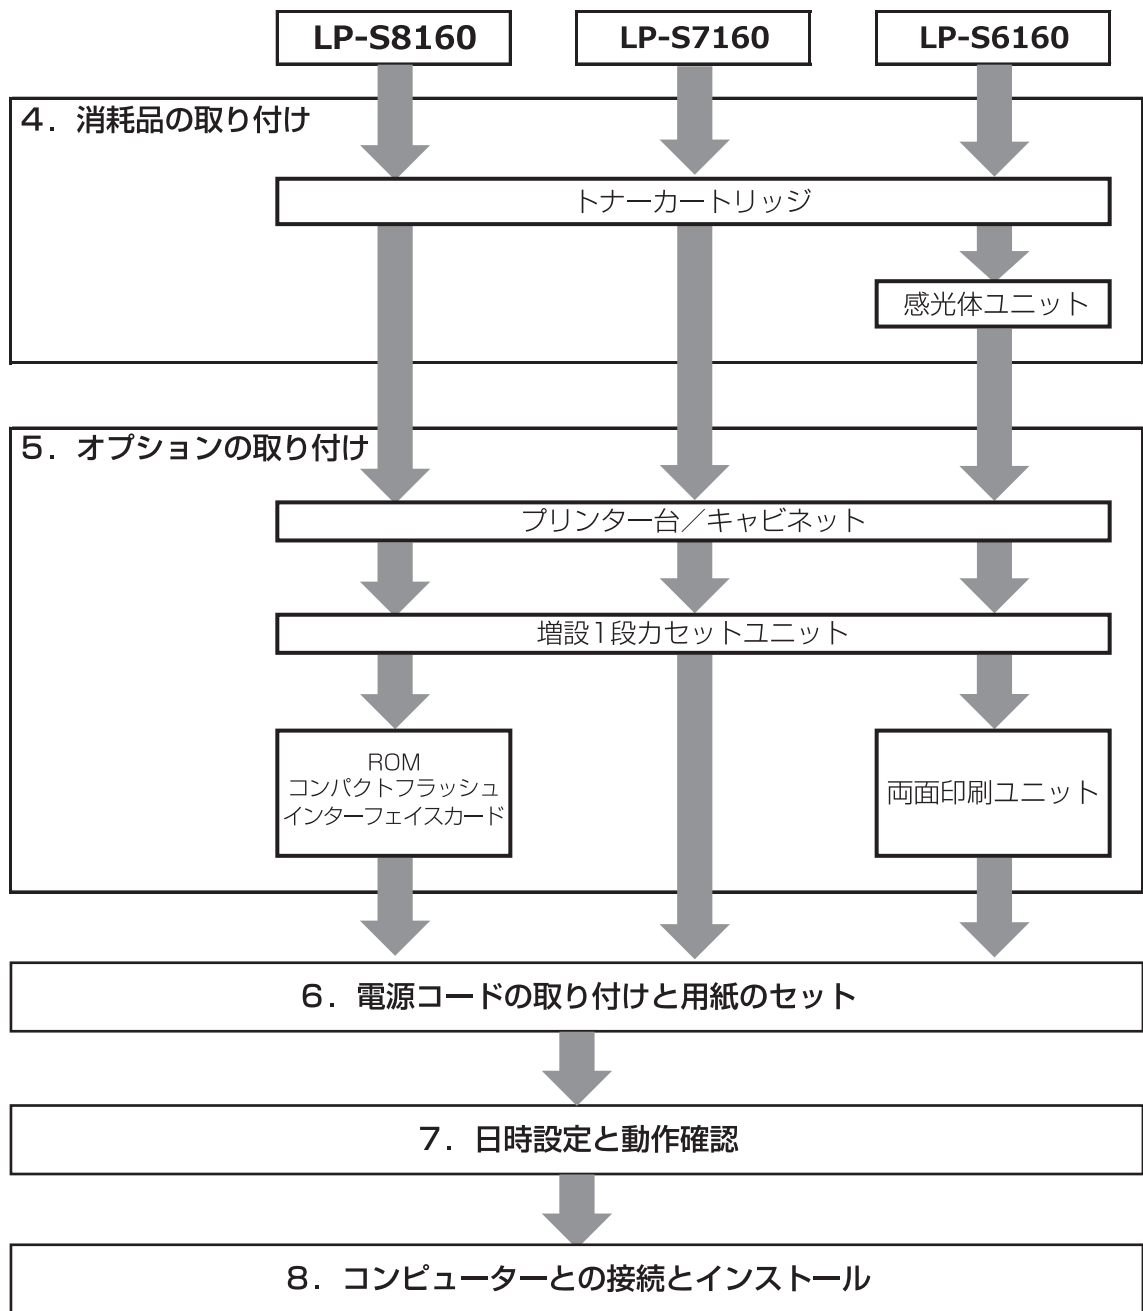 LP-S8160
LP-S7160
LP-S6160
4．消耗品の取り付け
トナーカートリッジ
感光体ユニット
5．オプションの取り付け
プリンター台／キャビネット
増設1段カセットユニット
ROM
コンパクトフラッシュ
インターフェイスカード
両面印刷ユニット
6．電源コードの取り付けと用紙のセット
7．日時設定と動作確認
8．コンピューターとの接続とインストール